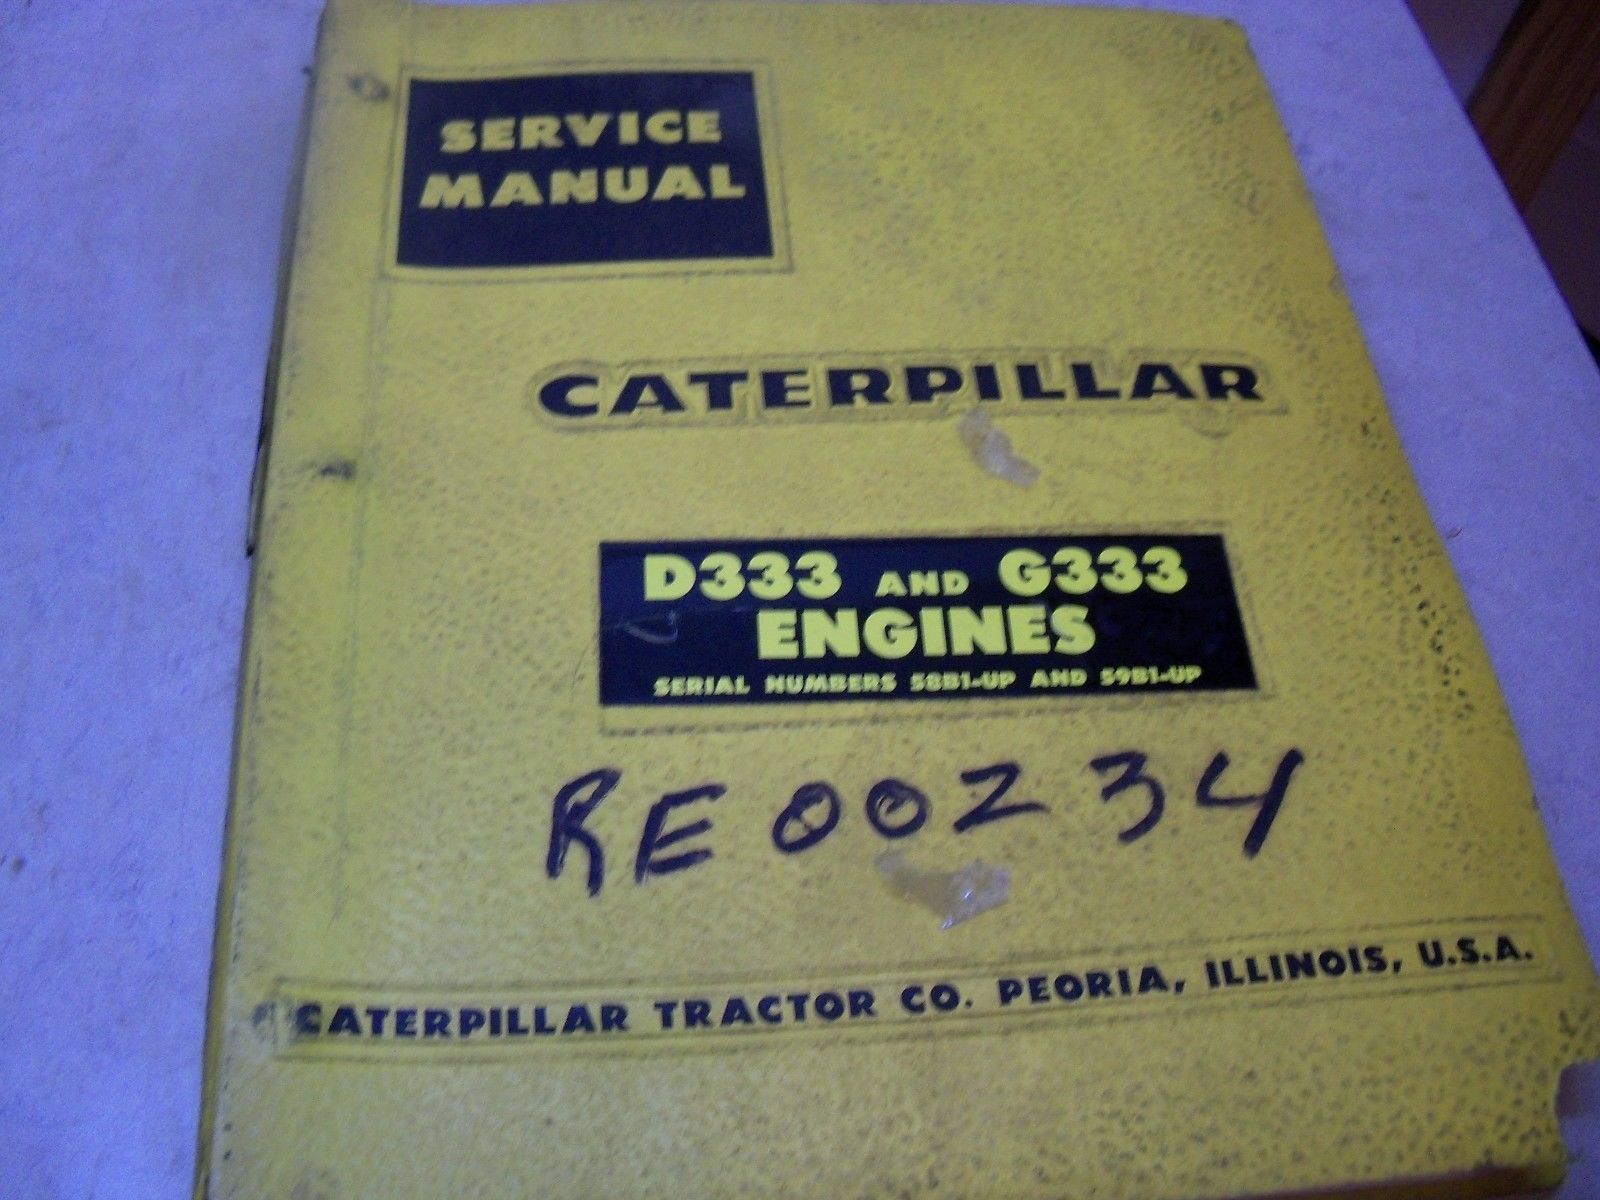 SERVICE
MANUAL
CATERPILLAR
D333 AND G333
ENGINES
SERIAL NUMBERS 58B1-UP AND 59B1-UP
RE00234
CATERPILLAR TRACTOR CO. PEORIA, ILLINOIS, U.S.A.